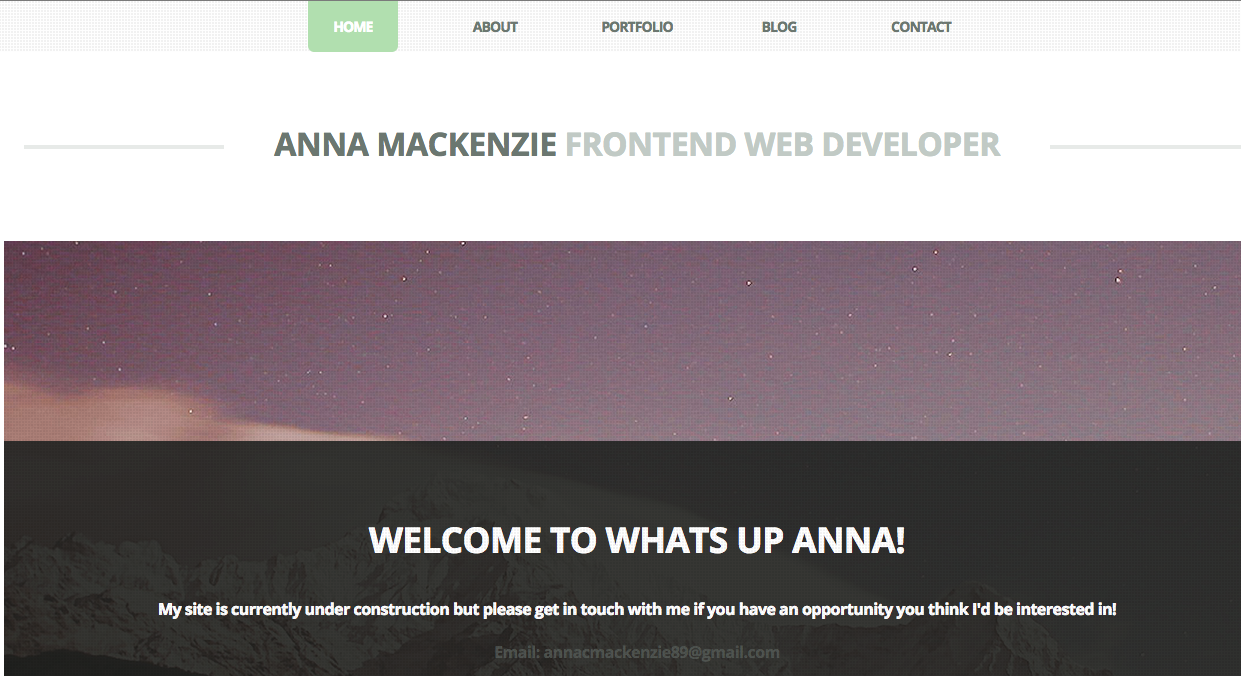 HOME ABOUT PORTFOLIO BLOG CONTACT
ANNA MACKENZIE FRONTEND WEB DEVELOPER
WELCOME TO WHATS UP ANNA!
My site is currently under construction but please get in touch with me if you have an opportunity you think I'd be interested in!
Email: annacmackenzie89@gmail.com